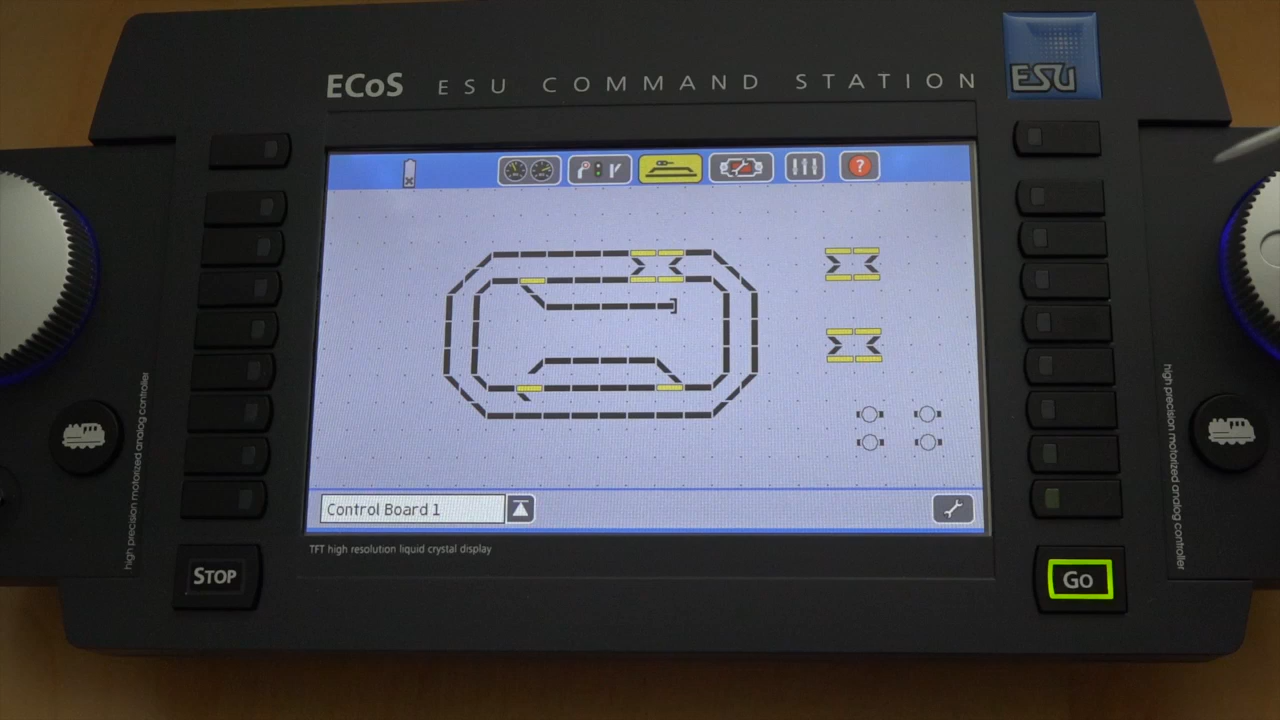 ECoS ESU COMMAND STATION
ESU
?
Control Board 1
TFT high resolution liquid crystal display
high precision motorized analog controller
high precision motorized analog controller
STOP
GO